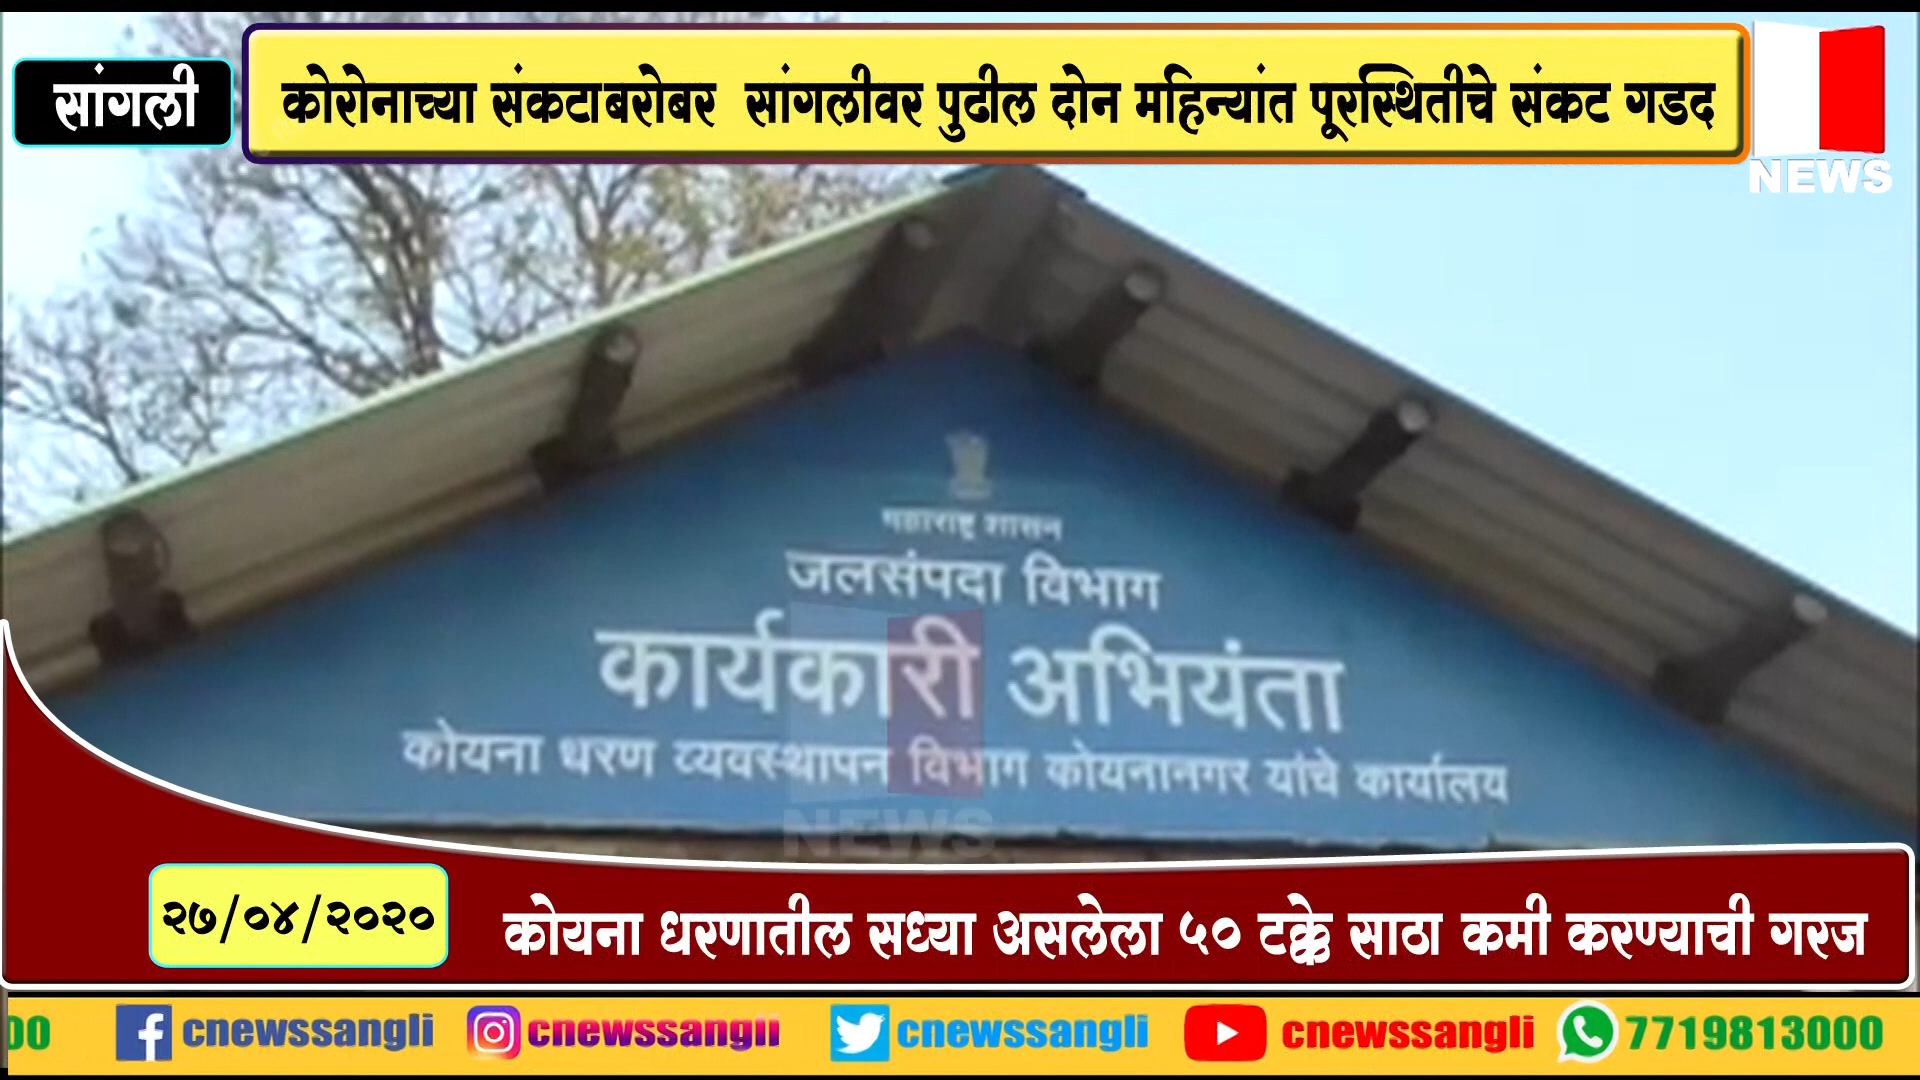 सांगली
कोरोनाच्या संकटाबरोबर सांगलीवर पुढील दोन महिन्यांत पूरस्थितीचे संकट गडद
NEWS
महाराष्ट्र शासन
जलसंपदा विभाग
कार्यकारी अभियंता
कोयना धरण व्यवस्थापन विभाग कोयनानगर यांचे कार्यालय
NEWS
२७/०४/२०२०
कोयना धरणातील सध्या असलेला ५० टक्के साठा कमी करण्याची गरज
00 cnewssangli cnewssangli cnewssangli cnewssangli 7719813000